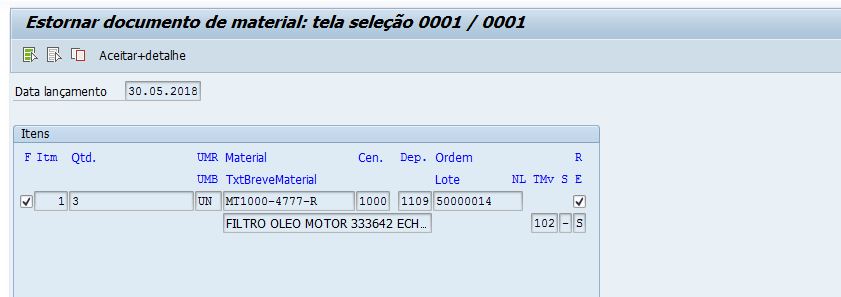 Estornar documento de material: tela seleção 0001 / 0001
Aceitar+detalhe
Data lançamento 30.05.2018
Itens
F Itm Qtd. UMR Material Cen. Dep. Ordem R
UMB TxtBreveMaterial Lote NL TMv S E
1 3 UN MT1000-4777-R 1000 1109 50000014
FILTRO OLEO MOTOR 333642 ECH... 102 - S